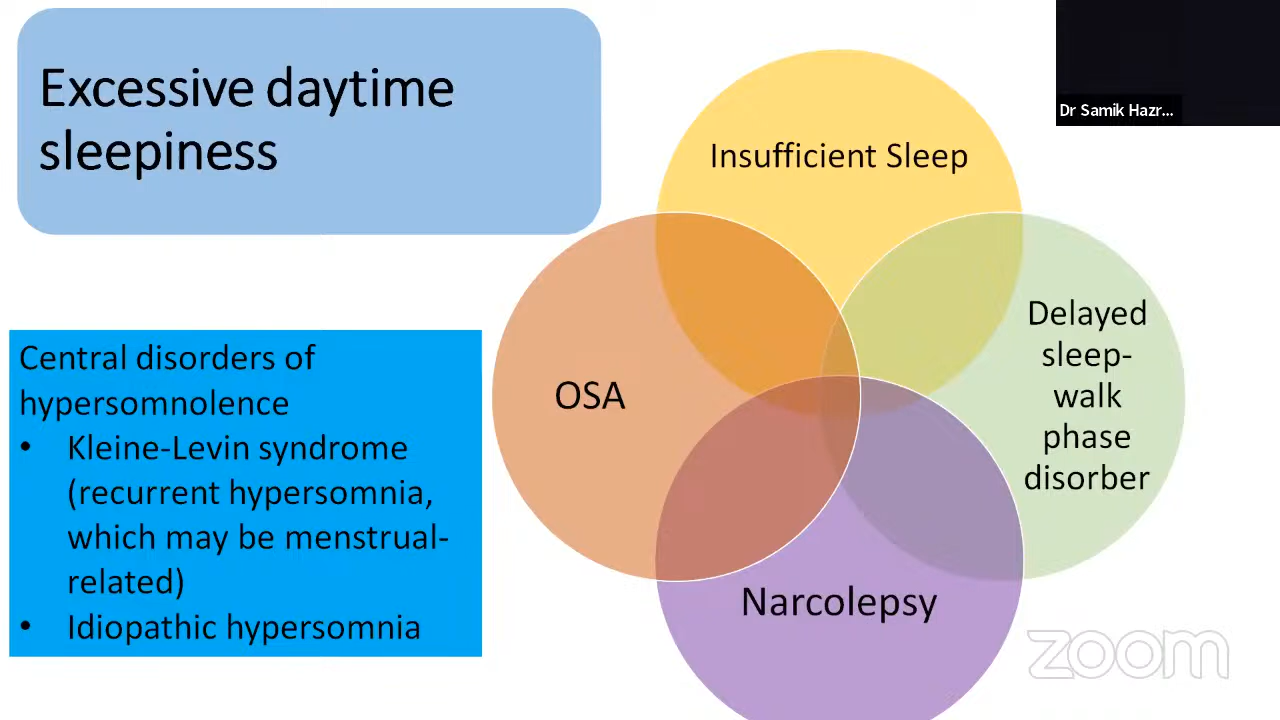 Excessive daytime
sleepiness
Dr Samik Hazr...
Insufficient Sleep
OSA
Delayed
sleep-
walk
phase
disorber
Narcolepsy
Central disorders of
hypersomnolence
• Kleine-Levin syndrome
(recurrent hypersomnia,
which may be menstrual-
related)
• Idiopathic hypersomnia
zoom